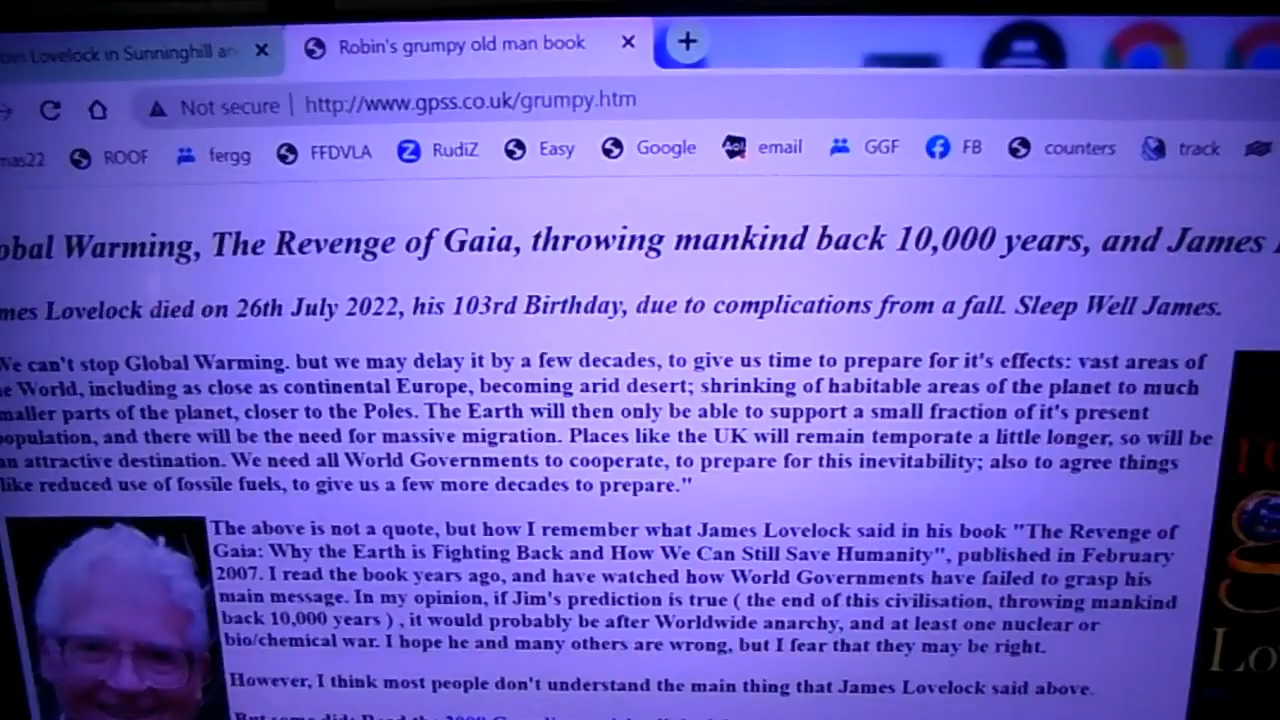 Lovelock in Sunninghill an
Robin's grumpy old man book
Not secure | http://www.gpss.co.uk/grumpy.htm
mas22 ROOF fergg FFDVLA RudiZ Easy Google Aol. email GGF FB counters track
obal Warming, The Revenge of Gaia, throwing mankind back 10,000 years, and James
mes Lovelock died on 26th July 2022, his 103rd Birthday, due to complications from a fall. Sleep Well James.
We can't stop Global Warming. but we may delay it by a few decades, to give us time to prepare for it's effects: vast areas of
e World, including as close as continental Europe, becoming arid desert; shrinking of habitable areas of the planet to much
maller parts of the planet, closer to the Poles. The Earth will then only be able to support a small fraction of it's present
opulation, and there will be the need for massive migration. Places like the UK will remain temporate a little longer, so will be
an attractive destination. We need all World Governments to cooperate, to prepare for this inevitability; also to agree things
like reduced use of fossile fuels, to give us a few more decades to prepare."
The above is not a quote, but how I remember what James Lovelock said in his book "The Revenge of
Gaia: Why the Earth is Fighting Back and How We Can Still Save Humanity", published in February
2007. I read the book years ago, and have watched how World Governments have failed to grasp his
main message. In my opinion, if Jim's prediction is true ( the end of this civilisation, throwing mankind
back 10,000 years ) , it would probably be after Worldwide anarchy, and at least one nuclear or
bio/chemical war. I hope he and many others are wrong, but I fear that they may be right.
Lo
However, I think most people don't understand the main thing that James Lovelock said above.